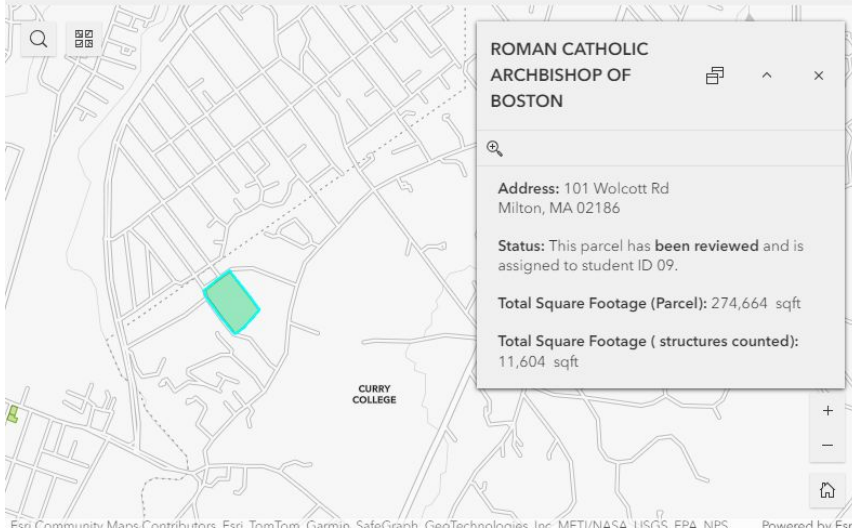 ROMAN CATHOLIC
ARCHBISHOP OF
BOSTON
Address: 101 Wolcott Rd
Milton, MA 02186
Status: This parcel has been reviewed and is
assigned to student ID 09.
Total Square Footage (Parcel): 274,664 sqft
Total Square Footage ( structures counted):
11,604 sqft
CURRY
COLLEGE
Esri Community Maps Contributors, Esri, TomTom, Garmin, SafeGraph, GeoTechnologies, Inc, METI/NASA, USGS, EPA, NPS, Powered by Esri